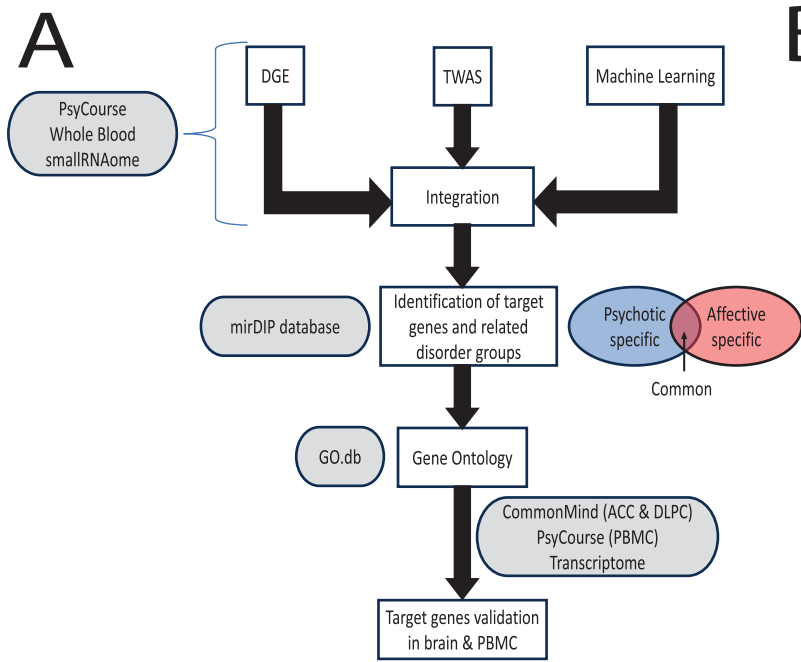 A
DGE
TWAS
Machine Learning
PsyCourse
Whole Blood
smallRNAome
Integration
mirDIP database
Identification of target
genes and related
disorder groups
Psychotic
specific
Affective
specific
Common
GO.db
Gene Ontology
CommonMind (ACC & DLPC)
PsyCourse (PBMC)
Transcriptome
Target genes validation
in brain & PBMC